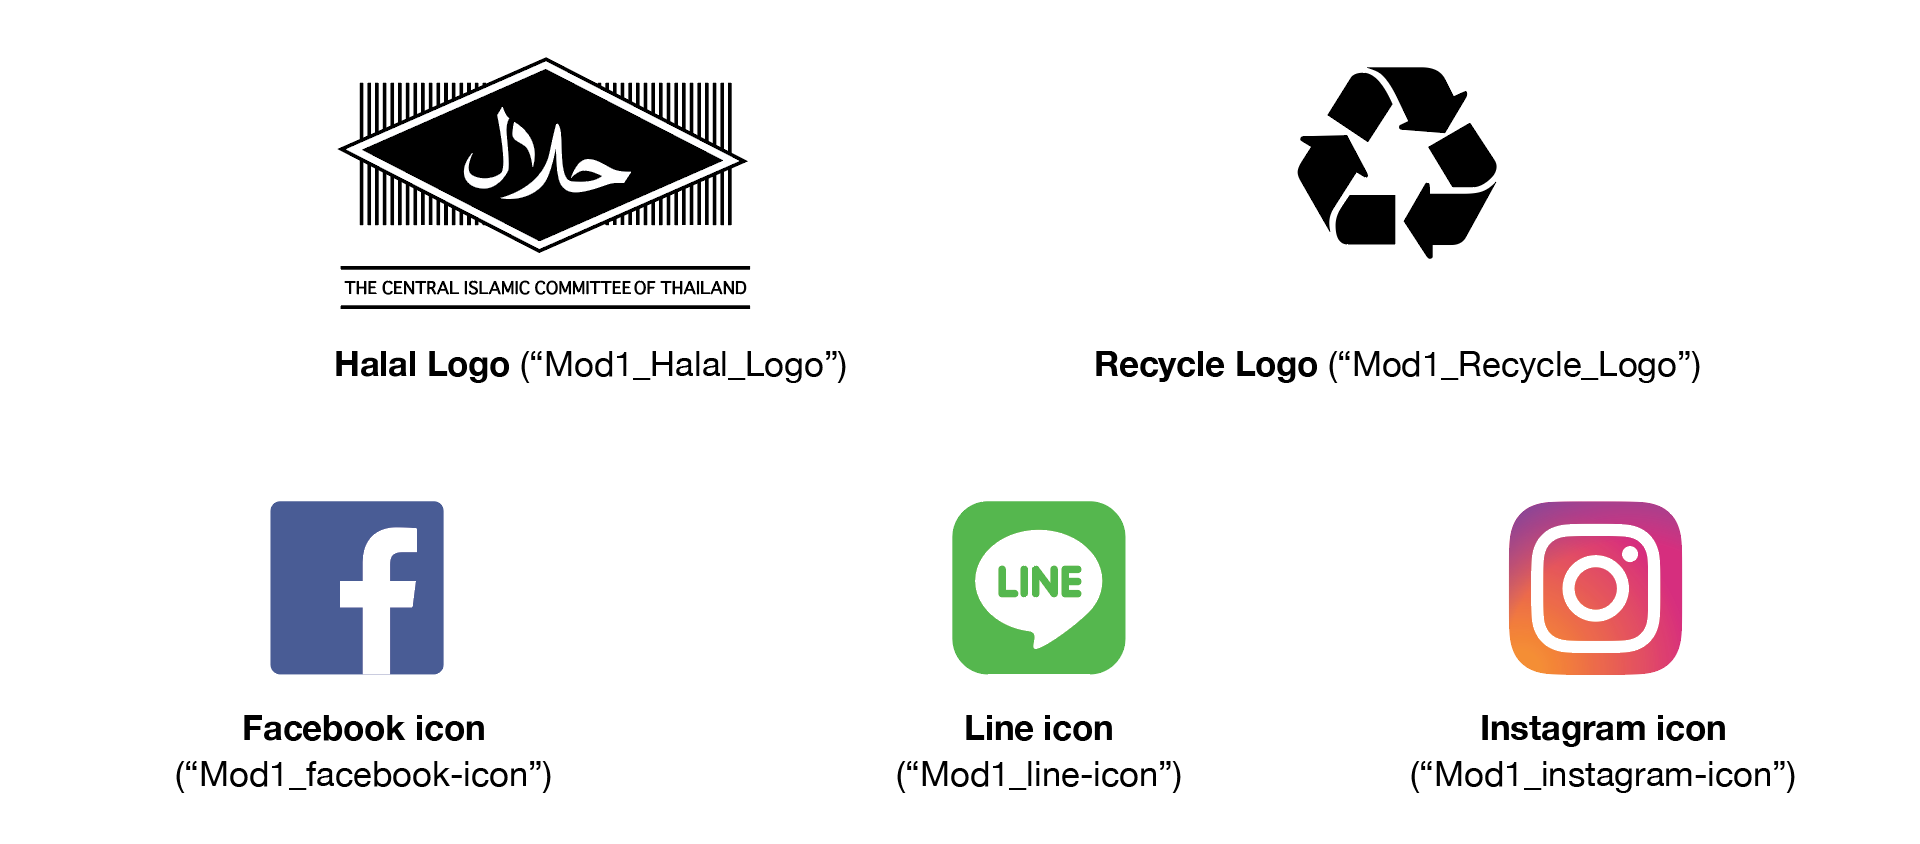 حلال
THE CENTRAL ISLAMIC COMMITTEE OF THAILAND
Halal Logo (“Mod1_Halal_Logo”)
Recycle Logo (“Mod1_Recycle_Logo”)
f
LINE
Facebook icon
(“Mod1_facebook-icon”)
Line icon
(“Mod1_line-icon”)
Instagram icon
(“Mod1_instagram-icon”)